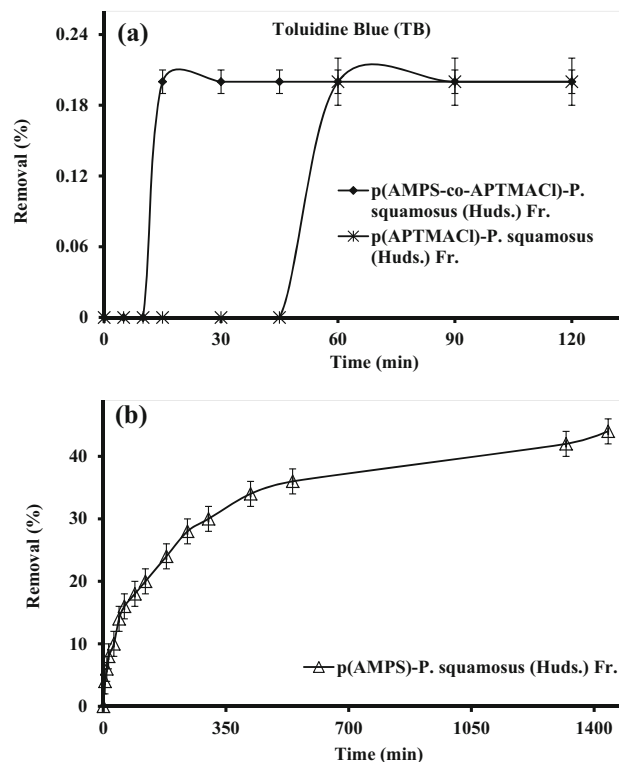 (a)
Toluidine Blue (TB)
0.24
0.18
0.12
0.06
0
Removal (%)
p(AMPS-co-APTMACl)-P.
squamosus (Huds.) Fr.
p(APTMACl)-P. squamosus
(Huds.) Fr.
0 30 60 90 120
Time (min)
(b)
40
30
20
10
0
Removal (%)
p(AMPS)-P. squamosus (Huds.) Fr.
0 350 700 1050 1400
Time (min)